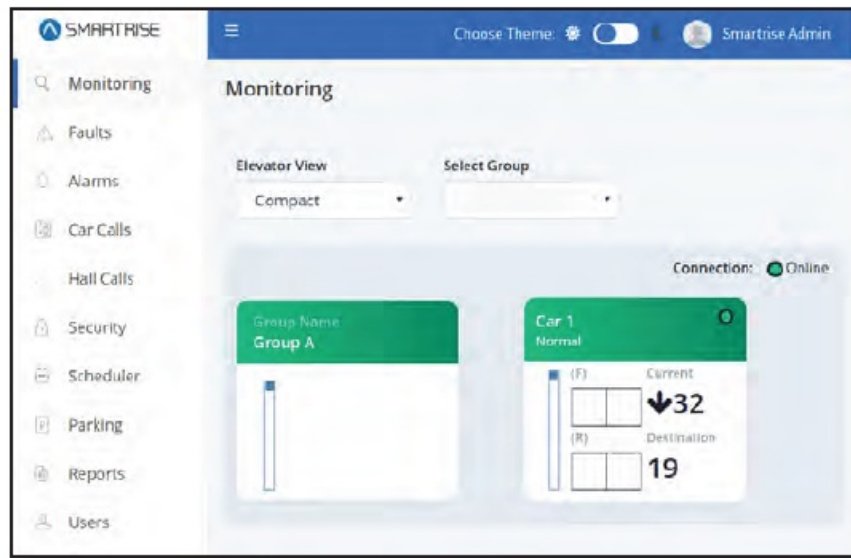 SMARTRISE
Choose Theme:
Smartrise Admin
Monitoring
Faults
Alarms
Car Calls
Hall Calls
Security
Scheduler
Parking
Reports
Users
Monitoring
Elevator View
Select Group
Compact
Connection: Online
Group Name
Group A
Car 1
Normal
(F)
Current
32
(R)
Destination
19